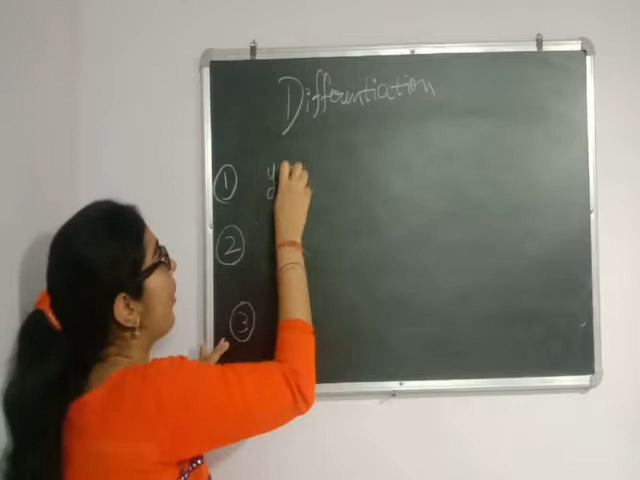 Differentiation
① y
②
③